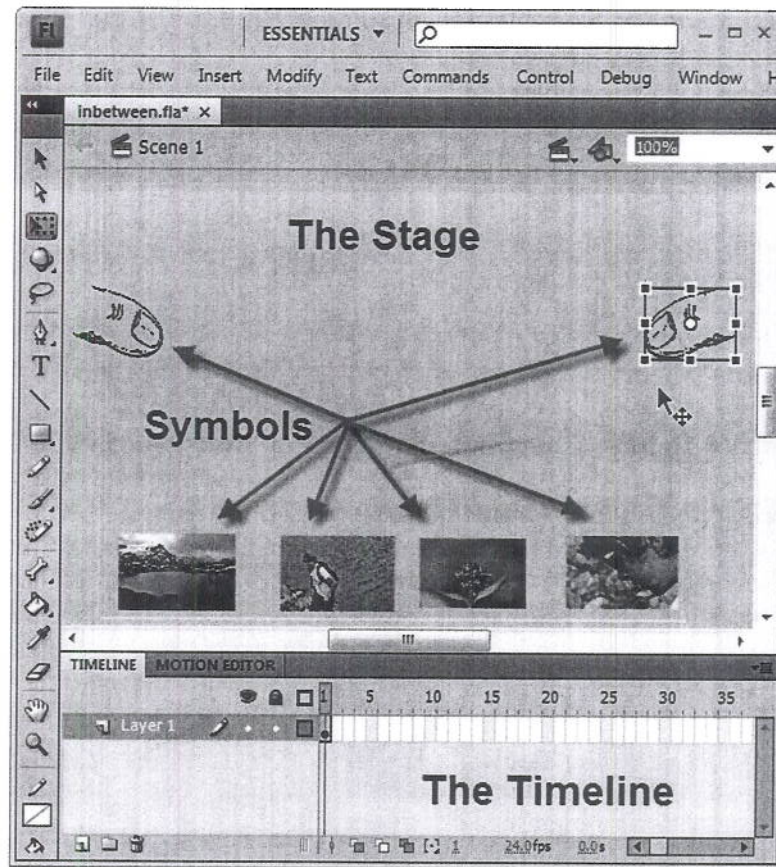 FL ESSENTIALS
File Edit View Insert Modify Text Commands Control Debug Window H
inbetween.fla* ×
Scene 1 100%
The Stage
Symbols
TIMELINE MOTION EDITOR
1 5 10 15 20 25 30 35
Layer 1
The Timeline
1 24.0fps 0.0s